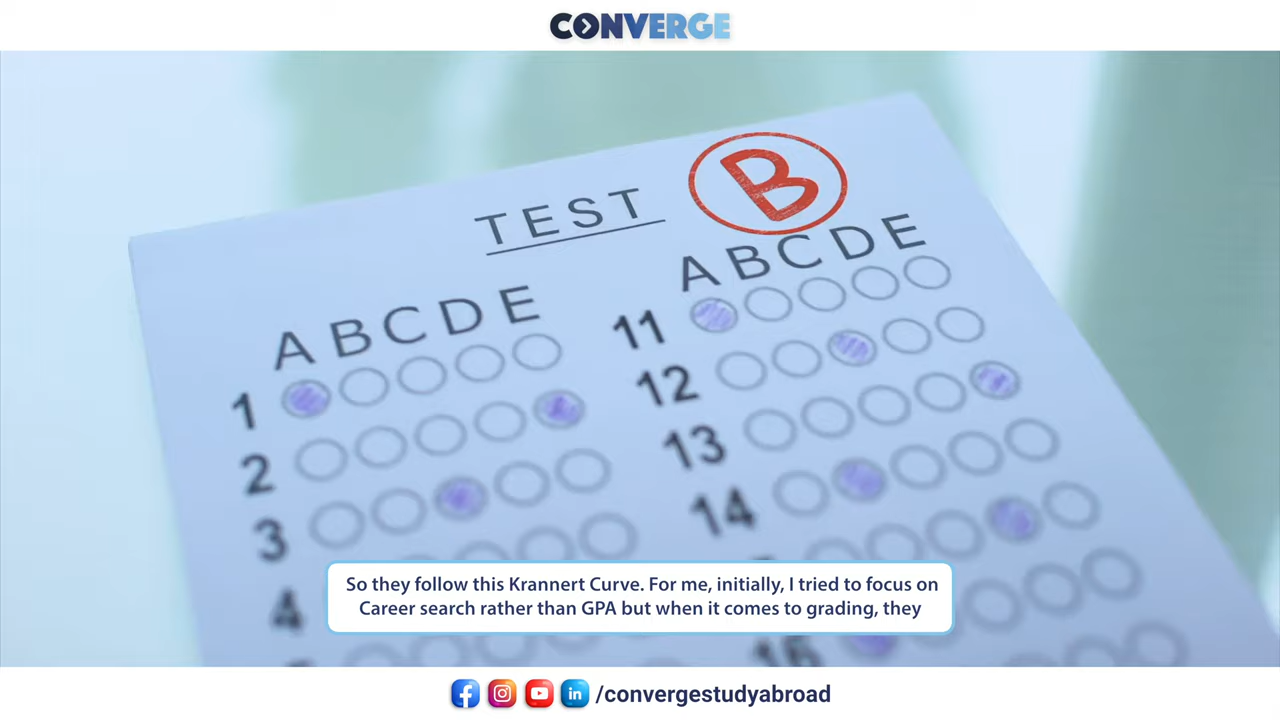 CONVERGE
TEST
B
A B C D E
A B C D E
1
2
3
4
11
12
13
14
16
So they follow this Krannert Curve. For me, initially, I tried to focus on
Career search rather than GPA but when it comes to grading, they
/convergestudyabroad